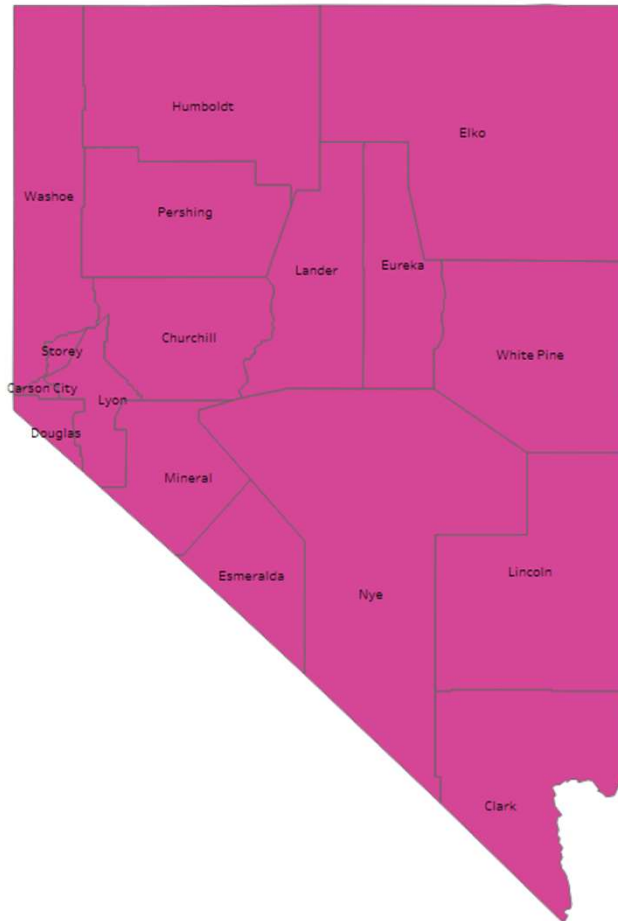 Humboldt
Elko
Washoe
Pershing
Lander
Eureka
Churchill
Storey
White Pine
Carson City
Lyon
Douglas
Mineral
Esmeralda
Lincoln
Nye
Clark